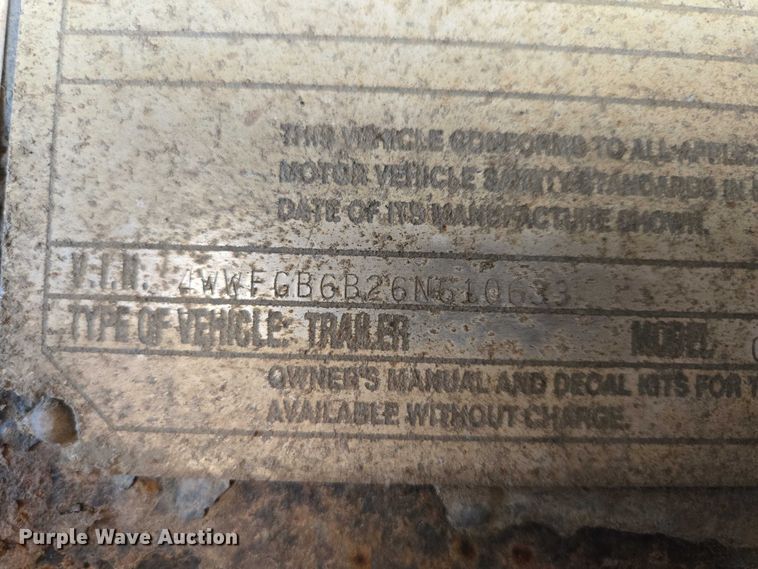 THIS VEHICLE CONFORMS TO ALL
MOTOR VEHICLE SAFETY STANDARDS IN
DATE OF ITS MANUFACTURE SHOWN.
V.I.N. 4WWFGB6B26N610633
TYPE OF VEHICLE: TRAILER MODEL
OWNER'S MANUAL AND DECAL KITS FOR
AVAILABLE WITHOUT CHARGE.
Purple Wave Auction